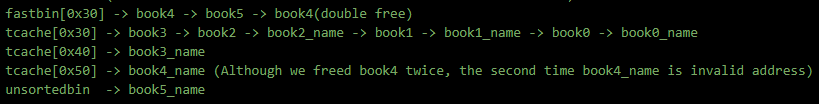 fastbin[0x30] -> book4 -> book5 -> book4(double free)
tcache[0x30] -> book3 -> book2 -> book2_name -> book1 -> book1_name -> book0 -> book0_name
tcache[0x40] -> book3_name
tcache[0x50] -> book4_name (Although we freed book4 twice, the second time book4_name is invalid address)
unsortedbin  -> book5_name